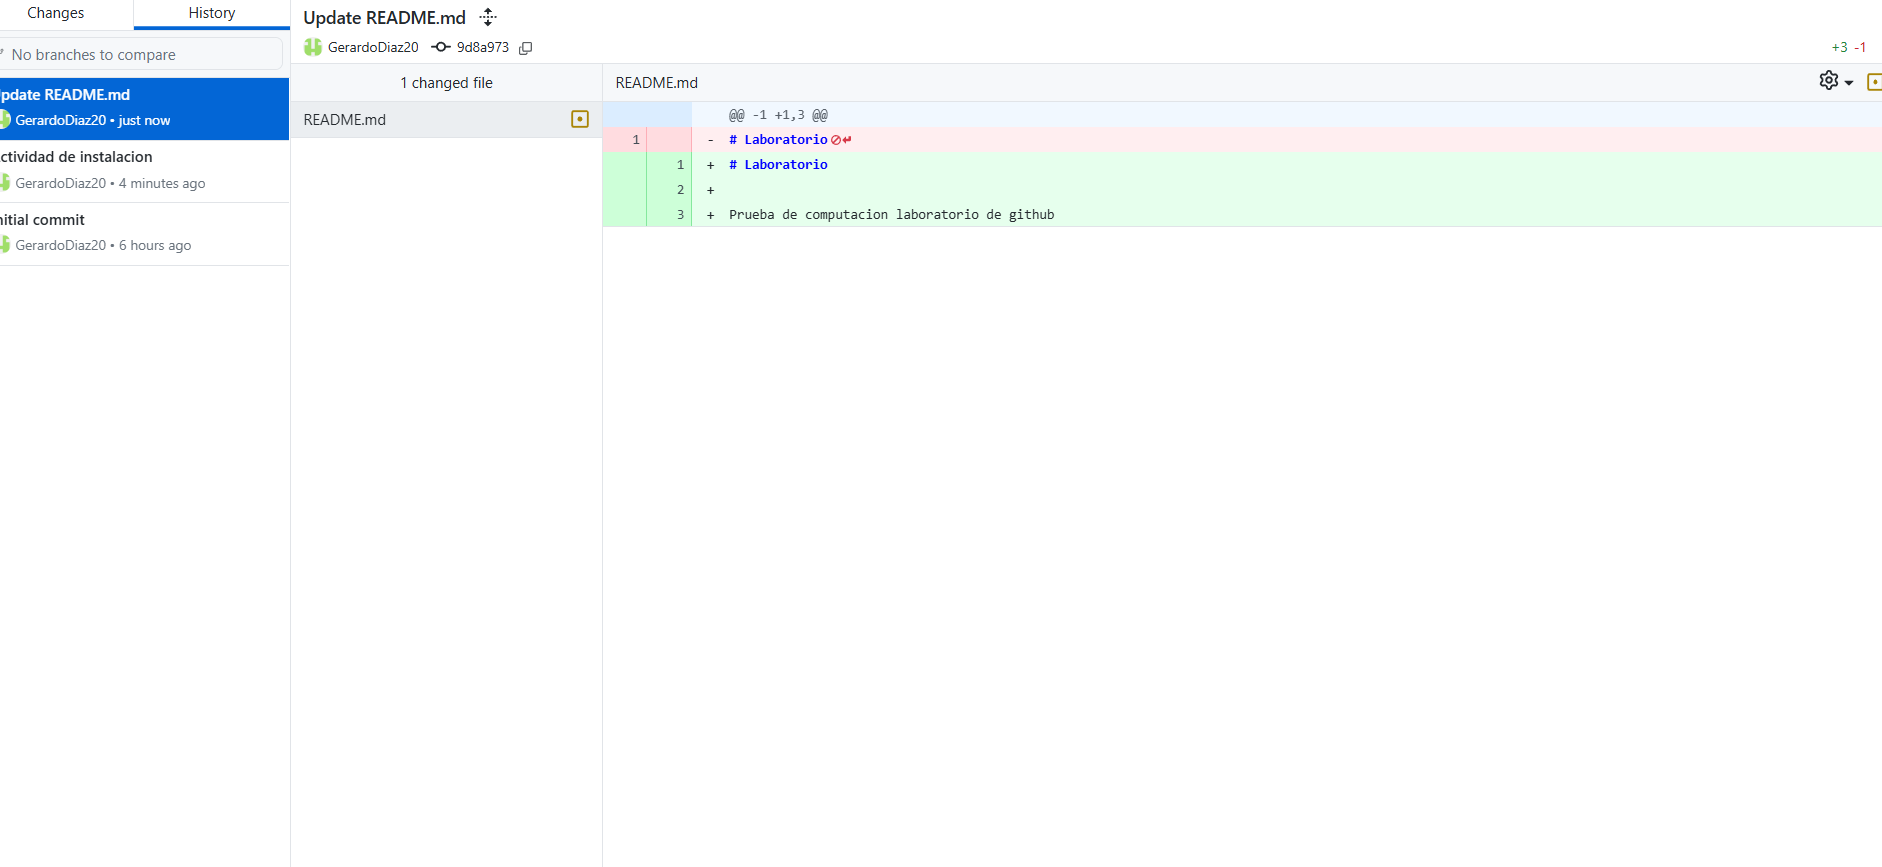 Changes
History
No branches to compare
pdate README.md
GerardoDiaz20 • just now
ctividad de instalacion
GerardoDiaz20 • 4 minutes ago
nitial commit
GerardoDiaz20 • 6 hours ago
Update README.md
GerardoDiaz20 9d8a973
+3 -1
1 changed file
README.md
README.md
@@ -1 +1,3 @@
1 - # Laboratorio
1 + # Laboratorio
2 +
3 + Prueba de computacion laboratorio de github